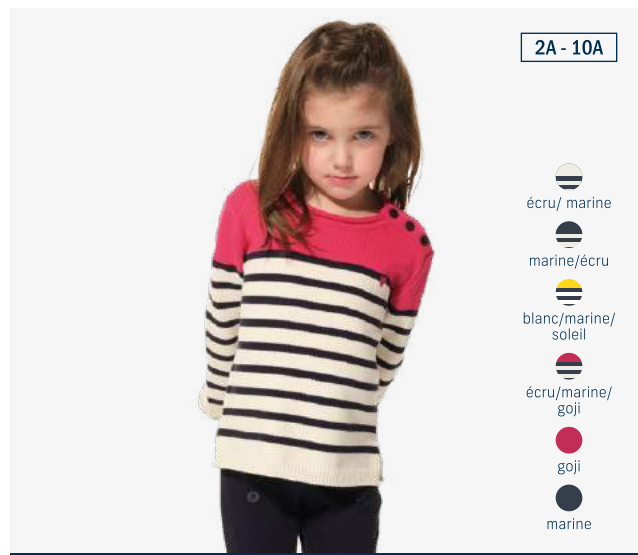 2A - 10A
écru/ marine
marine/écru
blanc/marine/
soleil
écru/marine/
goji
goji
marine